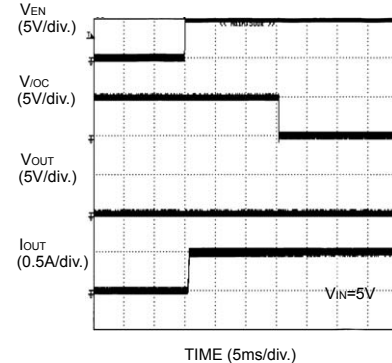 VEN
(5V/div.)
V/OC
(5V/div.)
VOUT
(5V/div.)
IOUT
(0.5A/div.)
VIN=5V
TIME (5ms/div.)